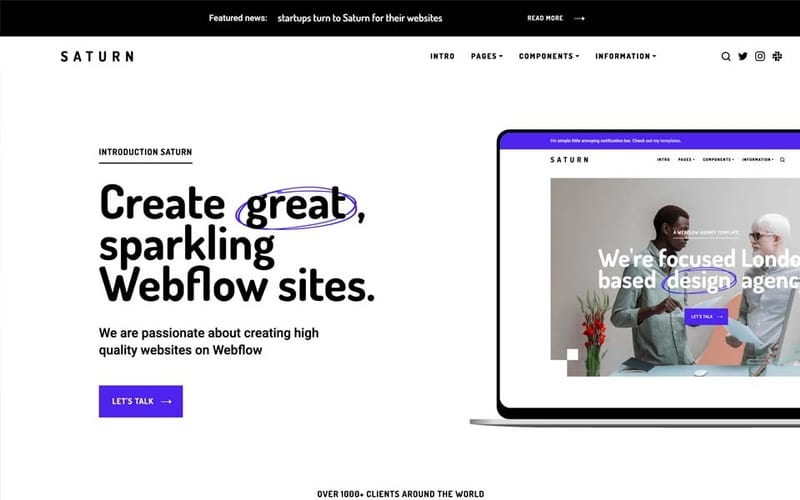 Featured news: startups turn to Saturn for their websites READ MORE
SATURN INTRO PAGES COMPONENTS INFORMATION
INTRODUCTION SATURN
Create great,
sparkling
Webflow sites.
We are passionate about creating high
quality websites on Webflow
LET'S TALK
I'm simple little annoying notification bar. Check out my templates.
SATURN INTRO PAGES COMPONENTS INFORMATION
A WEBFLOW AGENCY TEMPLATE
We're focused Londo
based design agenc
LET'S TALK
OVER 1000+ CLIENTS AROUND THE WORLD